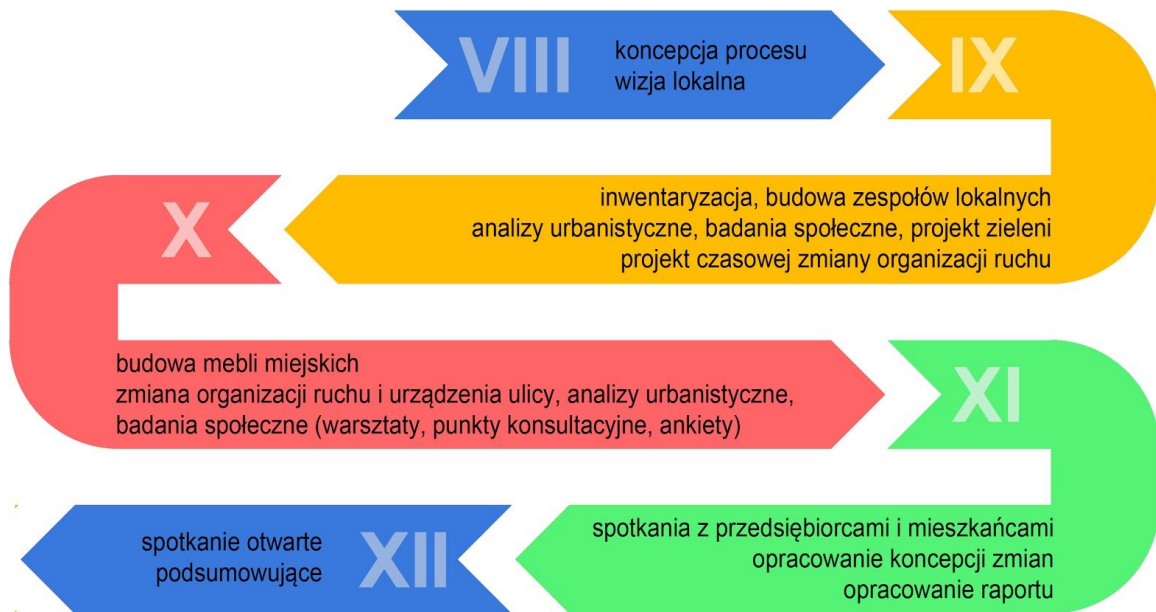 VIII
koncepcja procesu
wizja lokalna
IX
inwentaryzacja, budowa zespołów lokalnych
analizy urbanistyczne, badania społeczne, projekt zieleni
projekt czasowej zmiany organizacji ruchu
X
budowa mebli miejskich
zmiana organizacji ruchu i urządzenia ulicy, analizy urbanistyczne,
badania społeczne (warsztaty, punkty konsultacyjne, ankiety)
XI
spotkania z przedsiębiorcami i mieszkańcami
opracowanie koncepcji zmian
opracowanie raportu
XII
spotkanie otwarte
podsumowujące